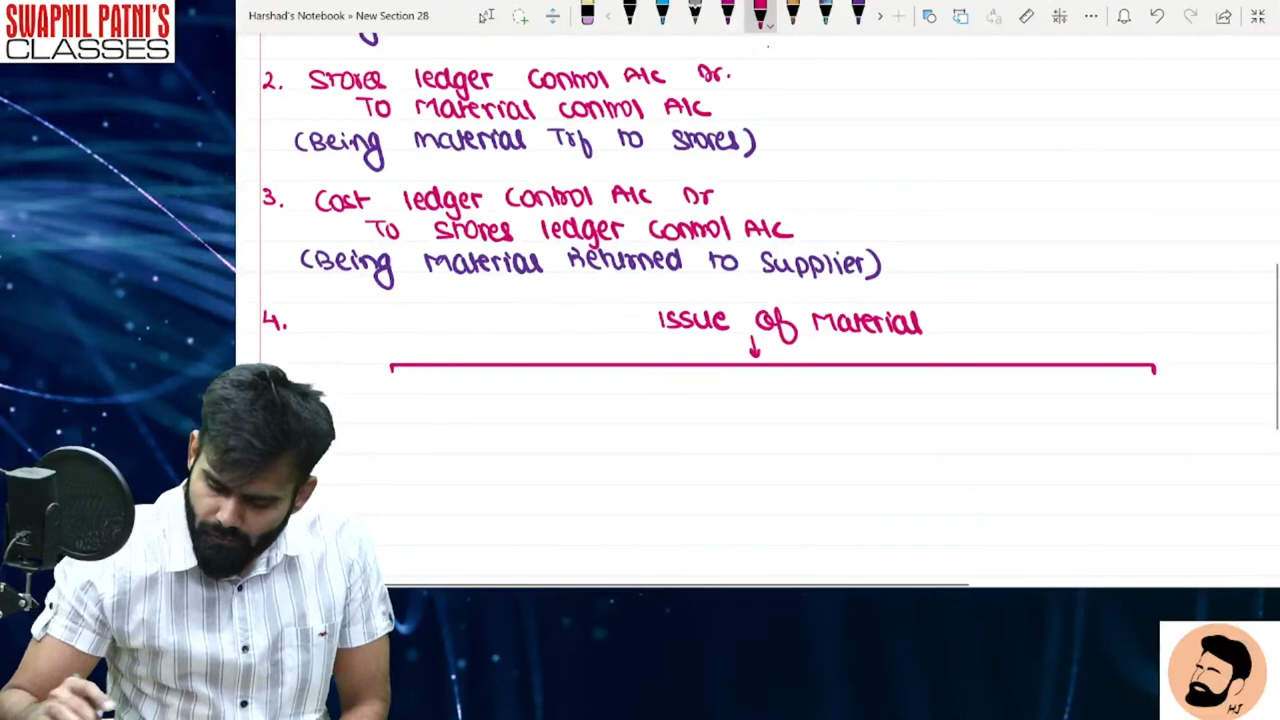 SWAPNIL PATNI'S
CLASSES
Harshad's Notebook » New Section 28
2. Stores ledger control A/c Dr.
To Material control A/c
(Being material Trf to stores)
3. Cost ledger control A/c Dr
To stores ledger control A/c
(Being Material Returned to Supplier)
4. Issue of Material
HJ